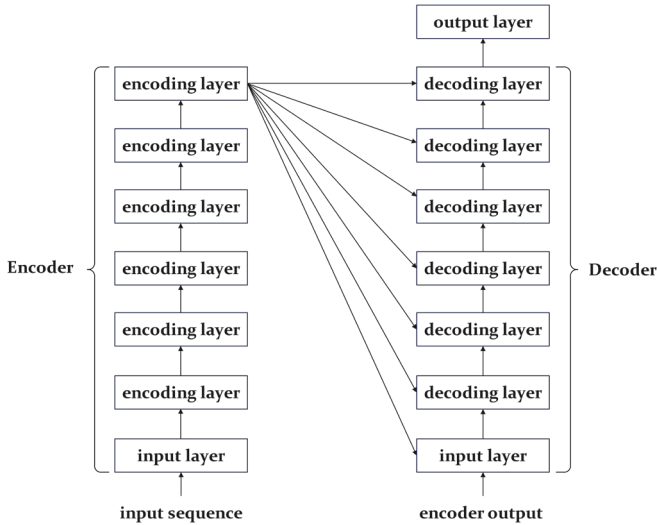 output layer
encoding layer
decoding layer
encoding layer
decoding layer
encoding layer
decoding layer
Encoder
encoding layer
decoding layer
Decoder
encoding layer
decoding layer
encoding layer
decoding layer
input layer
input layer
input sequence
encoder output